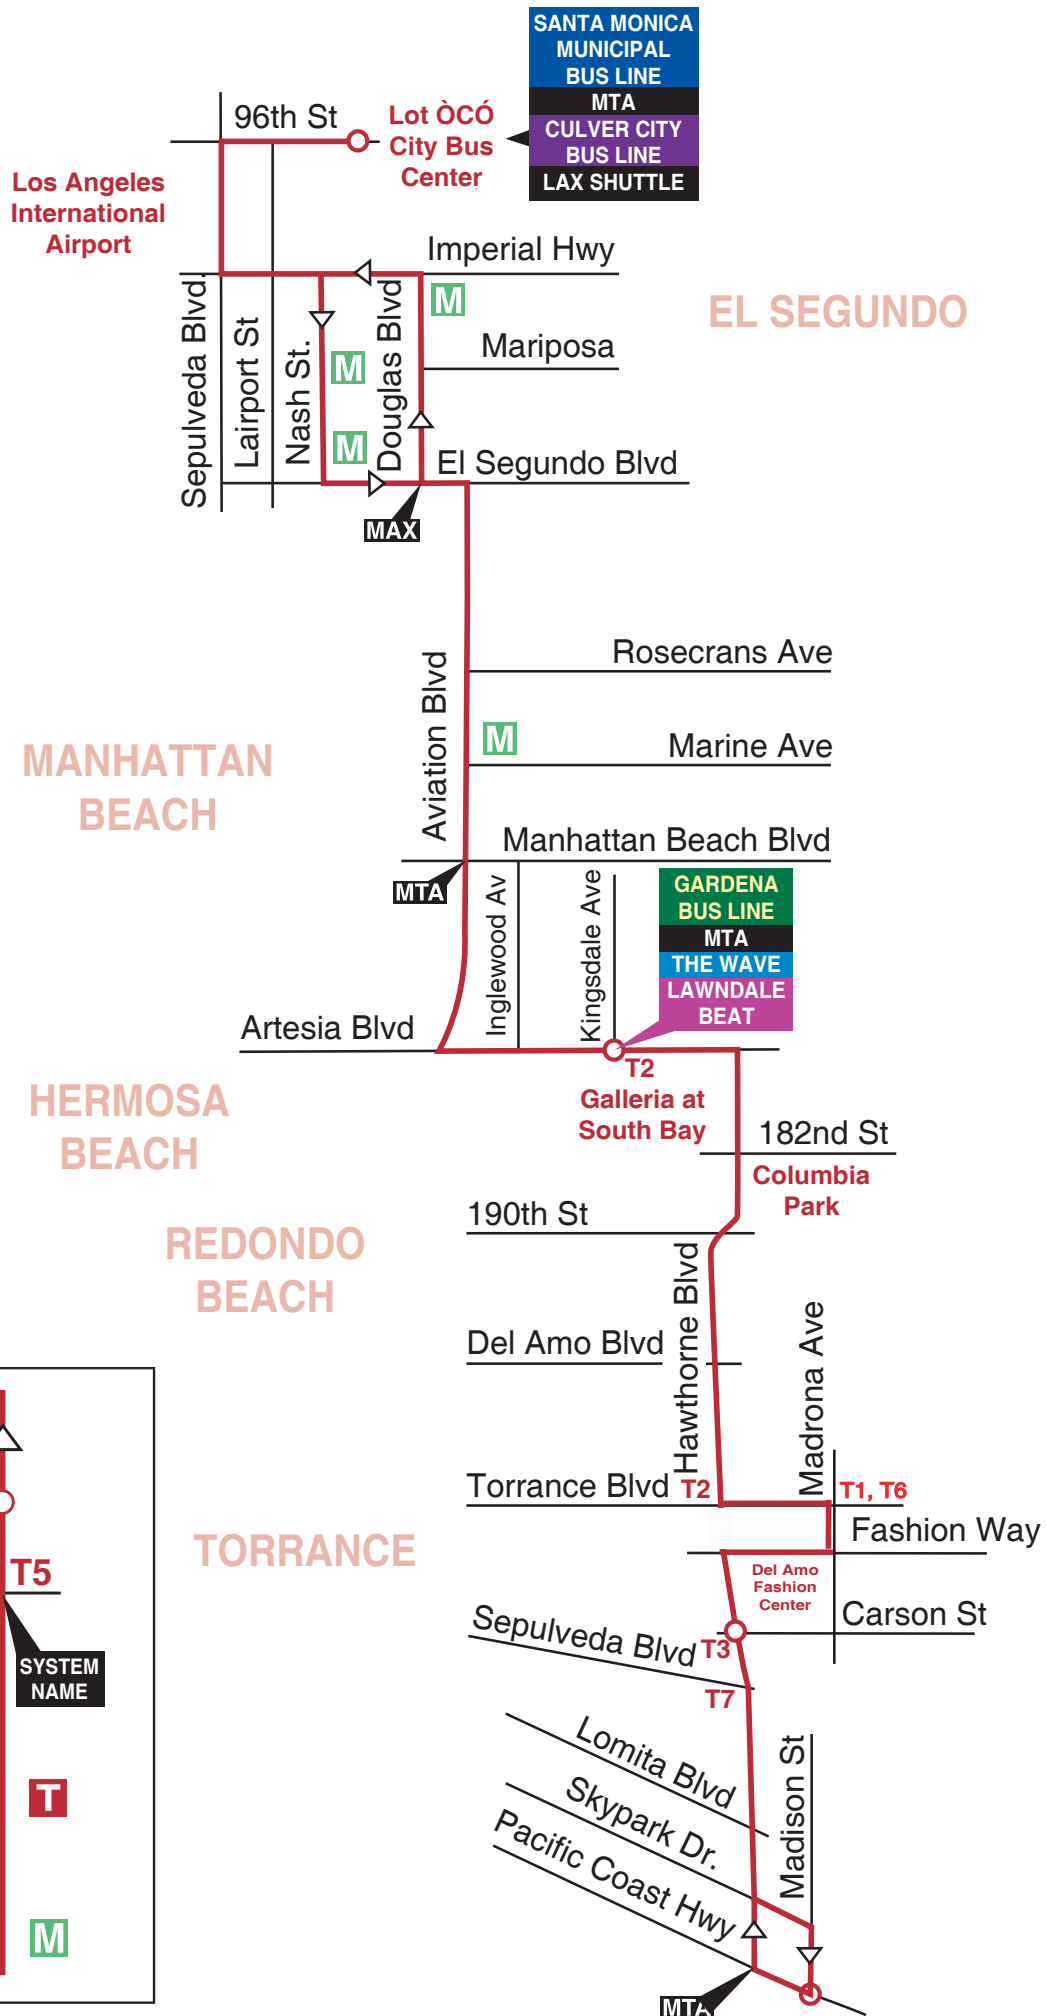 SANTA MONICA
MUNICIPAL
BUS LINE
MTA
CULVER CITY
BUS LINE
LAX SHUTTLE
96th St
Lot ÒCÓ
City Bus
Center
Los Angeles
International
Airport
Imperial Hwy
M
EL SEGUNDO
Sepulveda Blvd.
Lairport St
Nash St.
Douglas Blvd
Mariposa
M
M
El Segundo Blvd
MAX
Rosecrans Ave
Aviation Blvd
M
Marine Ave
MANHATTAN
BEACH
Manhattan Beach Blvd
MTA
Inglewood Av
Kingsdale Ave
GARDENA
BUS LINE
MTA
THE WAVE
LAWNDALE
BEAT
Artesia Blvd
T2
Galleria at
South Bay
HERMOSA
BEACH
182nd St
Columbia
Park
190th St
REDONDO
BEACH
Hawthorne Blvd
Del Amo Blvd
Madrona Ave
Torrance Blvd
T2
T1, T6
Fashion Way
TORRANCE
Del Amo
Fashion
Center
Carson St
Sepulveda Blvd
T3
T7
T5
SYSTEM
NAME
T
M
Lomita Blvd
Skypark Dr.
Madison St
Pacific Coast Hwy
MTA